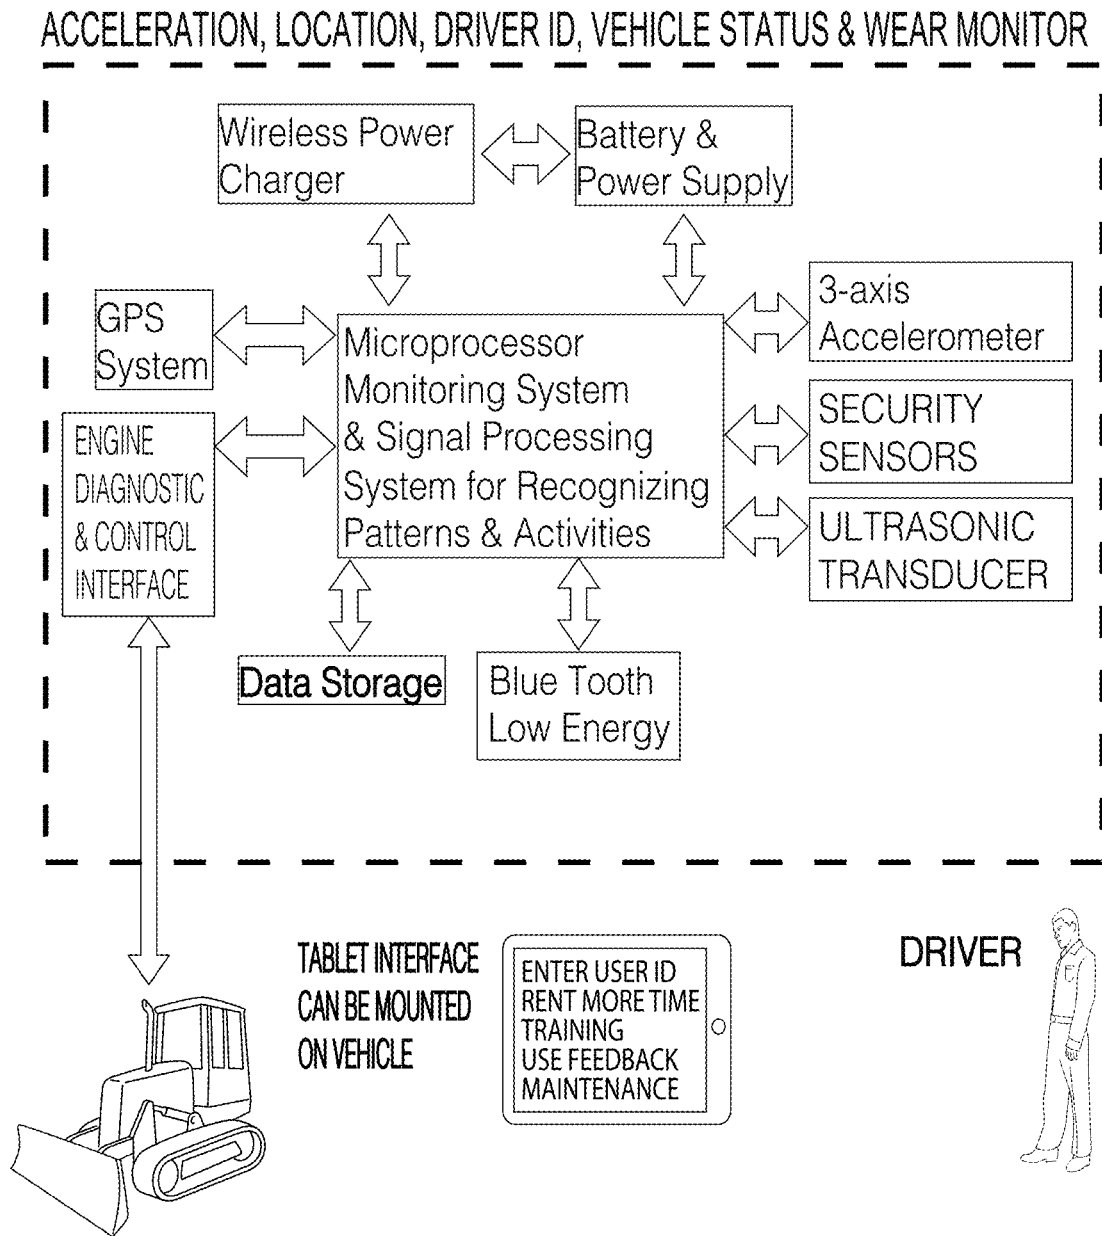 ACCELERATION, LOCATION, DRIVER ID, VEHICLE STATUS & WEAR MONITOR
Wireless Power
Charger
Battery &
Power Supply
GPS
System
3-axis
Accelerometer
Microprocessor
Monitoring System
& Signal Processing
System for Recognizing
Patterns & Activities
SECURITY
SENSORS
ENGINE
DIAGNOSTIC
& CONTROL
INTERFACE
ULTRASONIC
TRANSDUCER
Data Storage
Blue Tooth
Low Energy
TABLET INTERFACE
CAN BE MOUNTED
ON VEHICLE
ENTER USER ID
RENT MORE TIME
TRAINING
USE FEEDBACK
MAINTENANCE
DRIVER